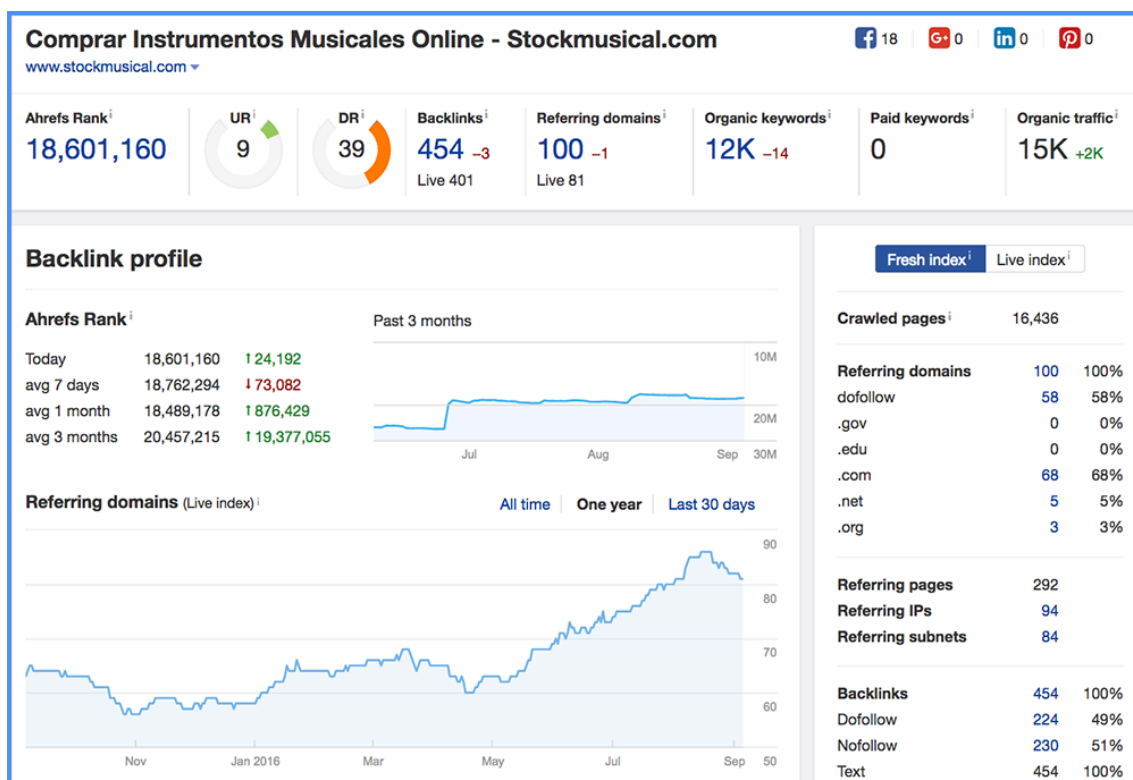 Comprar Instrumentos Musicales Online - Stockmusical.com
18
0
0
0
www.stockmusical.com
Ahrefs Rank i
18,601,160
UR i
9
DR i
39
Backlinks i
454 –3
Live 401
Referring domains i
100 –1
Live 81
Organic keywords i
12K –14
Paid keywords i
0
Organic traffic i
15K +2K
Backlink profile
Ahrefs Rank i
Today 18,601,160 ↑24,192
avg 7 days 18,762,294 ↓73,082
avg 1 month 18,489,178 ↑876,429
avg 3 months 20,457,215 ↑19,377,055
Past 3 months
10M
20M
30M
Jul Aug Sep
Referring domains (Live index) i
All time One year Last 30 days
90
80
70
60
50
Nov Jan 2016 Mar May Jul Sep
Fresh index i Live index i
Crawled pages i 16,436
Referring domains 100 100%
dofollow 58 58%
.gov 0 0%
.edu 0 0%
.com 68 68%
.net 5 5%
.org 3 3%
Referring pages 292
Referring IPs 94
Referring subnets 84
Backlinks 454 100%
Dofollow 224 49%
Nofollow 230 51%
Text 454 100%